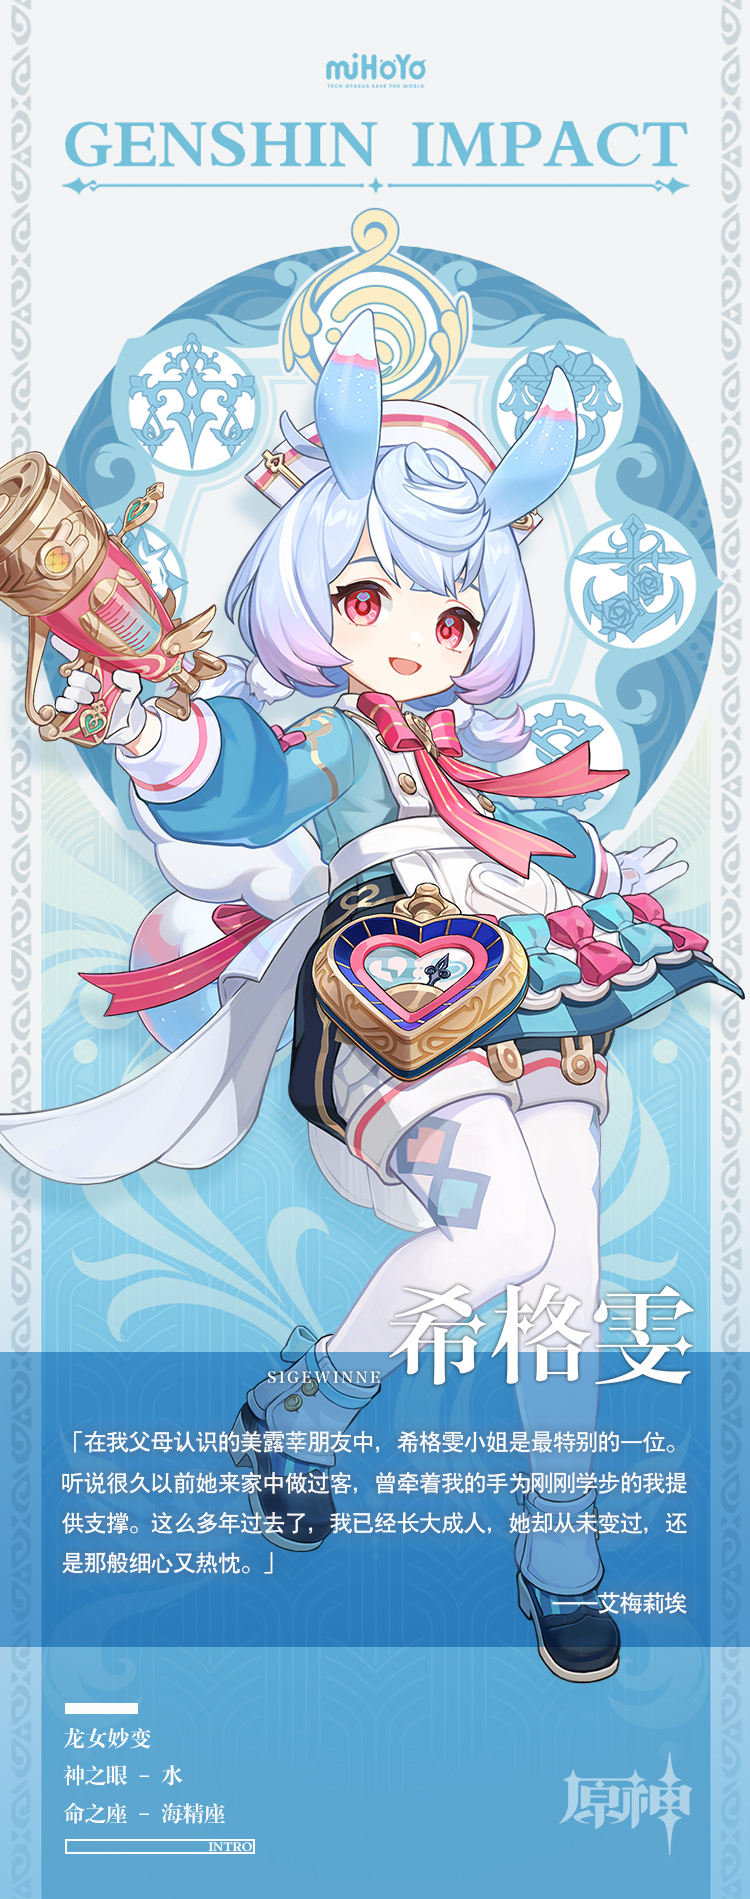 miHoYo
TECH OTAKUS SAVE THE WORLD
GENSHIN IMPACT
希格雯
SIGEWINNE
「在我父母认识的美露莘朋友中，希格雯小姐是最特别的一位。
听说很久以前她来家中做过客，曾牵着我的手为刚刚学步的我提
供支撑。这么多年过去了，我已经长大成人，她却从未变过，还
是那般细心又热忱。」
——艾梅莉埃
龙女妙变
神之眼 – 水
命之座 – 海精座
INTRO
原神